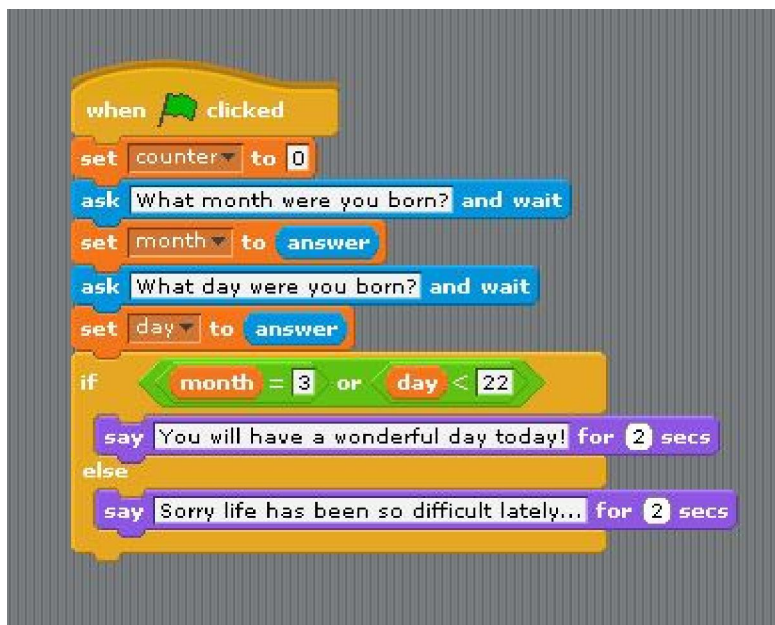 when clicked
set counter to 0
ask What month were you born? and wait
set month to answer
ask What day were you born? and wait
set day to answer
if month = 3 or day < 22
say You will have a wonderful day today! for 2 secs
else
say Sorry life has been so difficult lately... for 2 secs